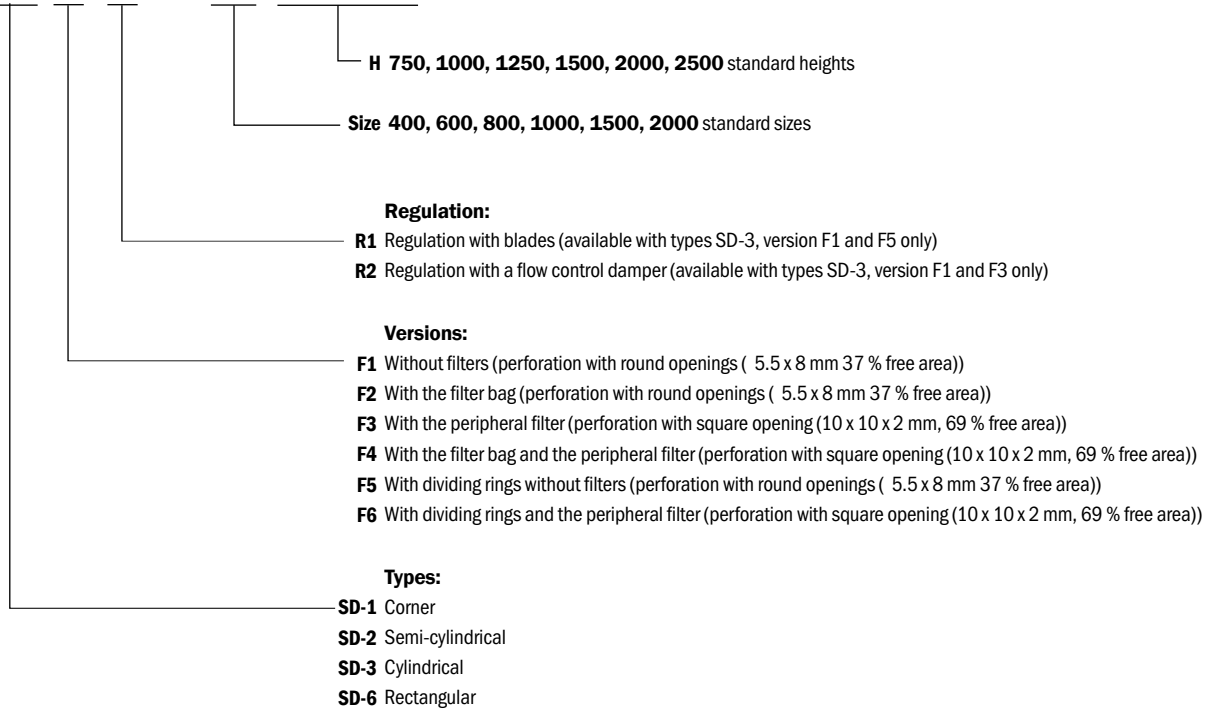 H 750, 1000, 1250, 1500, 2000, 2500 standard heights
Size 400, 600, 800, 1000, 1500, 2000 standard sizes
Regulation:
R1 Regulation with blades (available with types SD-3, version F1 and F5 only)
R2 Regulation with a flow control damper (available with types SD-3, version F1 and F3 only)
Versions:
F1 Without filters (perforation with round openings ( 5.5 x 8 mm 37 % free area))
F2 With the filter bag (perforation with round openings ( 5.5 x 8 mm 37 % free area))
F3 With the peripheral filter (perforation with square opening (10 x 10 x 2 mm, 69 % free area))
F4 With the filter bag and the peripheral filter (perforation with square opening (10 x 10 x 2 mm, 69 % free area))
F5 With dividing rings without filters (perforation with round openings ( 5.5 x 8 mm 37 % free area))
F6 With dividing rings and the peripheral filter (perforation with square opening (10 x 10 x 2 mm, 69 % free area))
Types:
SD-1 Corner
SD-2 Semi-cylindrical
SD-3 Cylindrical
SD-6 Rectangular